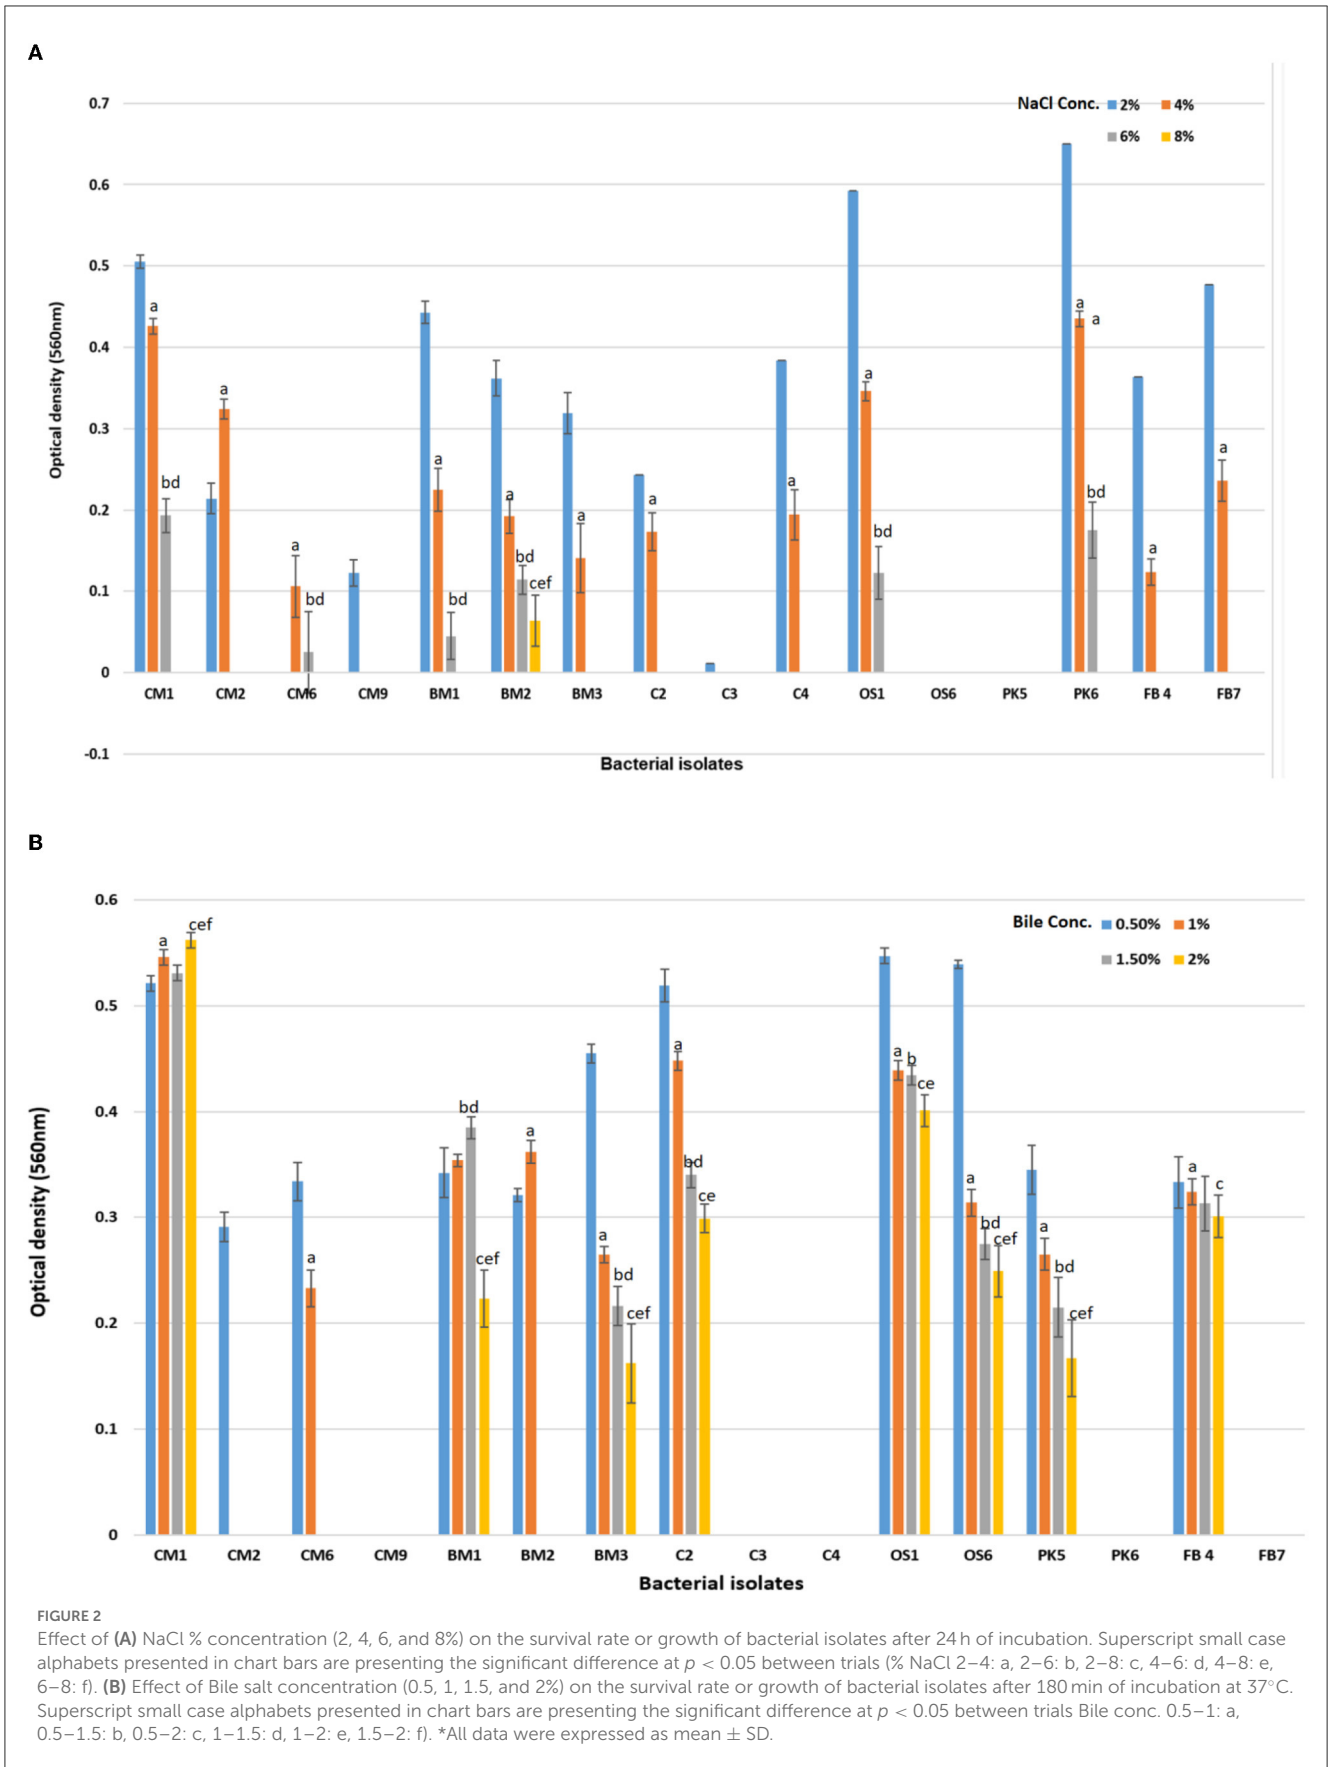 A
NaCl Conc. 2% 4%
6% 8%
0.7
0.6
0.5
0.4
0.3
0.2
0.1
0
-0.1
Optical density (560nm)
a
bd
a
a
bd
a
bd
a
bd
cef
a
a
a
a
bd
a
a
bd
a
a
CM1 CM2 CM6 CM9 BM1 BM2 BM3 C2 C3 C4 OS1 OS6 PK5 PK6 FB 4 FB7
Bacterial isolates
B
Bile Conc. 0.50% 1%
1.50% 2%
0.6
0.5
0.4
0.3
0.2
0.1
0
Optical density (560nm)
a
cef
a
bd
cef
a
a
bd
cef
a
bd
ce
a
b
ce
a
bd
cef
a
bd
cef
a
c
CM1 CM2 CM6 CM9 BM1 BM2 BM3 C2 C3 C4 OS1 OS6 PK5 PK6 FB 4 FB7
Bacterial isolates
FIGURE 2
Effect of (A) NaCl % concentration (2, 4, 6, and 8%) on the survival rate or growth of bacterial isolates after 24 h of incubation. Superscript small case
alphabets presented in chart bars are presenting the significant difference at p < 0.05 between trials (% NaCl 2–4: a, 2–6: b, 2–8: c, 4–6: d, 4–8: e,
6–8: f). (B) Effect of Bile salt concentration (0.5, 1, 1.5, and 2%) on the survival rate or growth of bacterial isolates after 180 min of incubation at 37°C.
Superscript small case alphabets presented in chart bars are presenting the significant difference at p < 0.05 between trials Bile conc. 0.5–1: a,
0.5–1.5: b, 0.5–2: c, 1–1.5: d, 1–2: e, 1.5–2: f). *All data were expressed as mean ± SD.